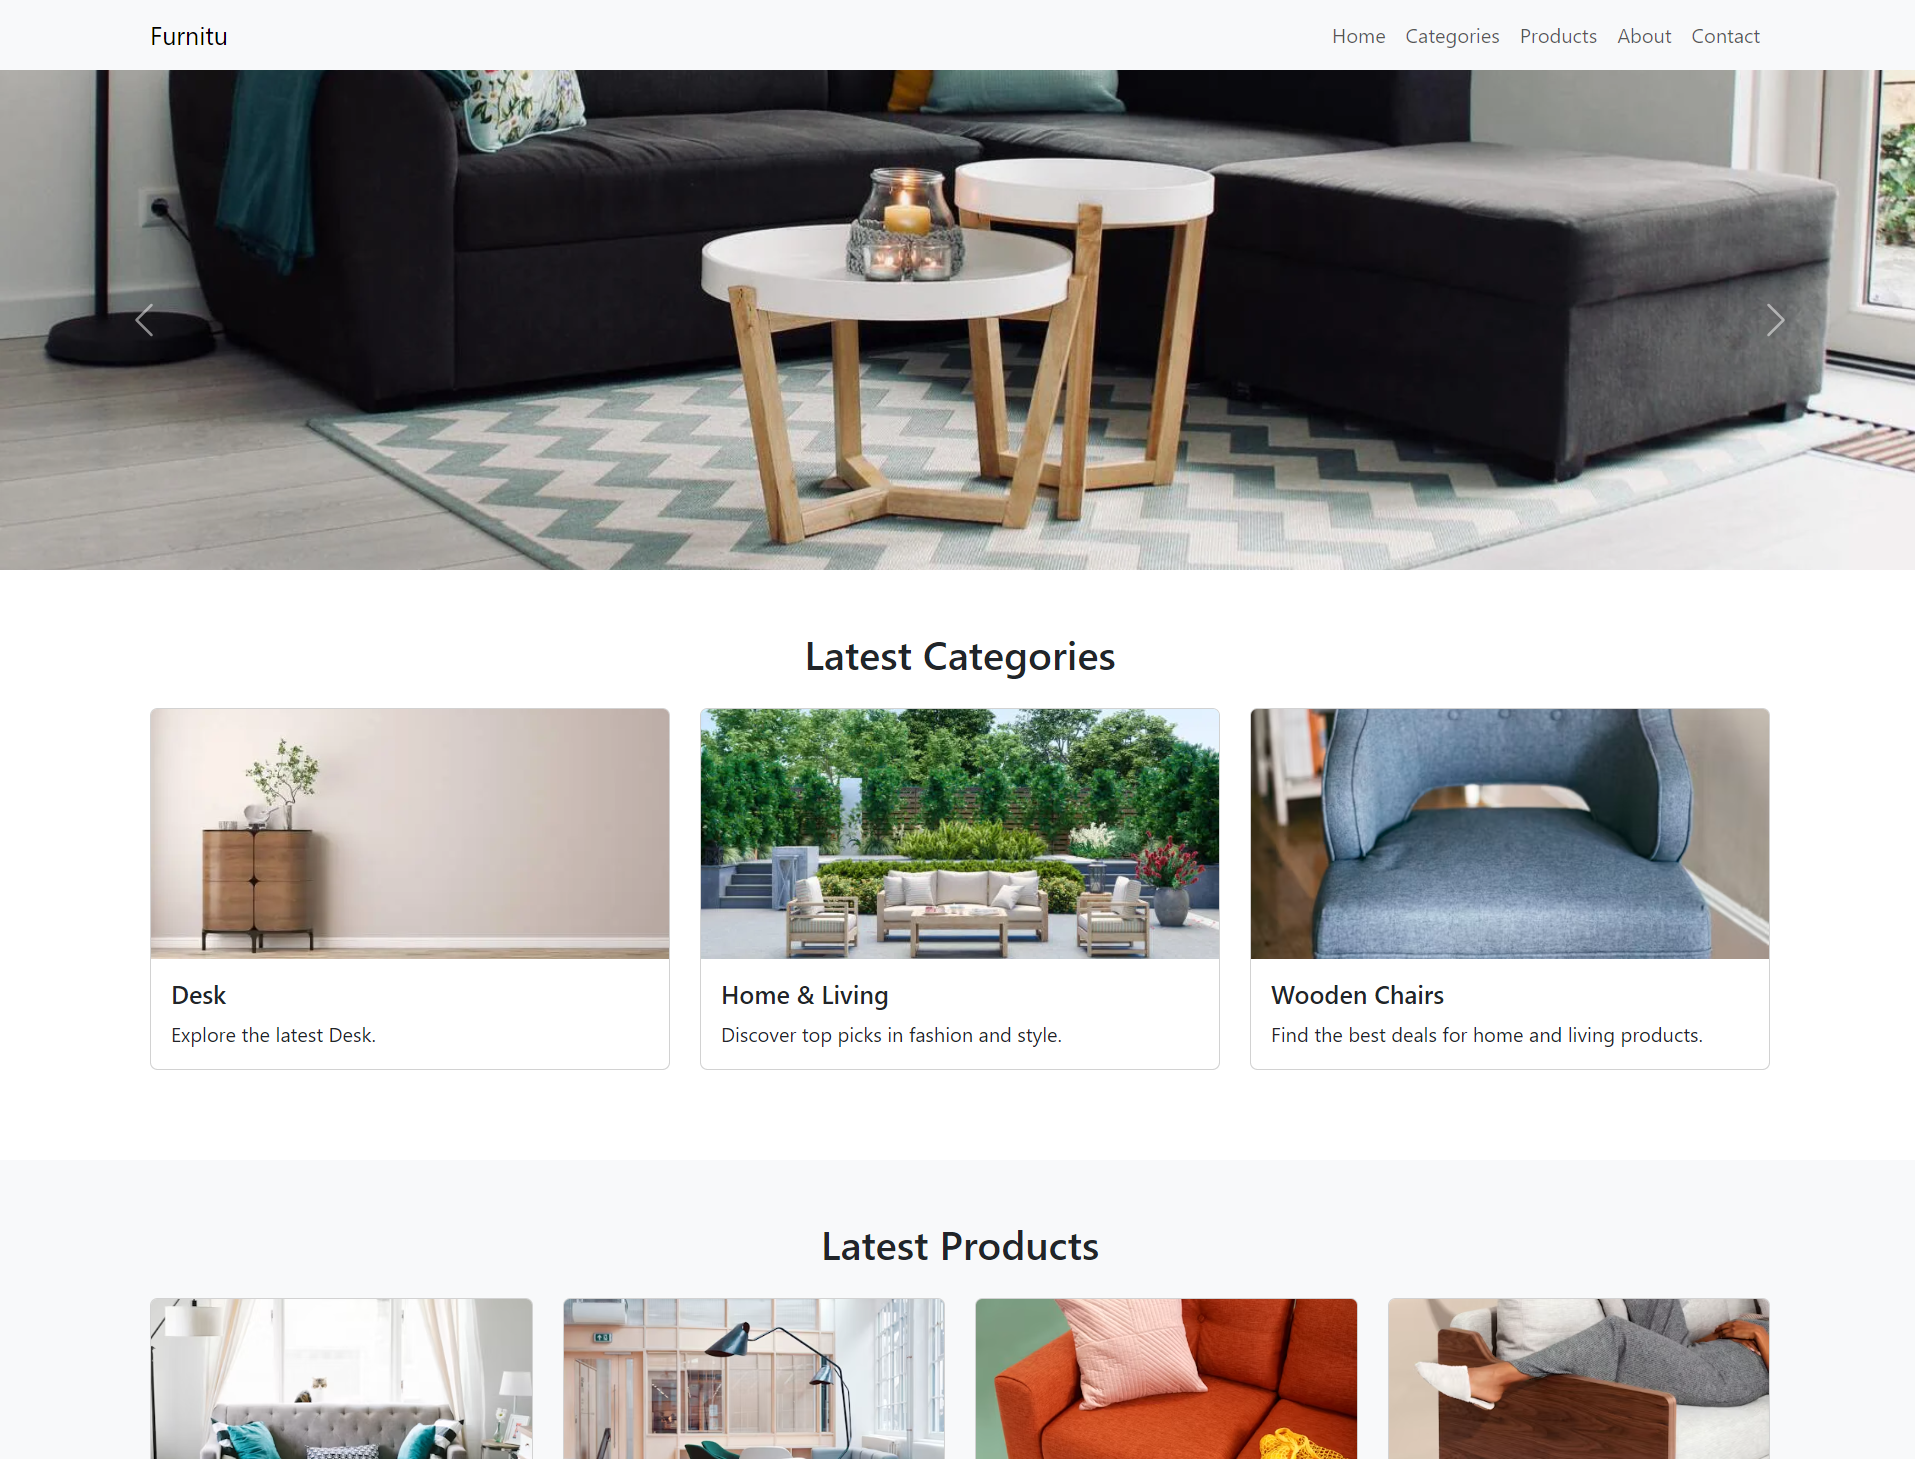 Furnitu
Home Categories Products About Contact
Latest Categories
Desk
Explore the latest Desk.
Home & Living
Discover top picks in fashion and style.
Wooden Chairs
Find the best deals for home and living products.
Latest Products